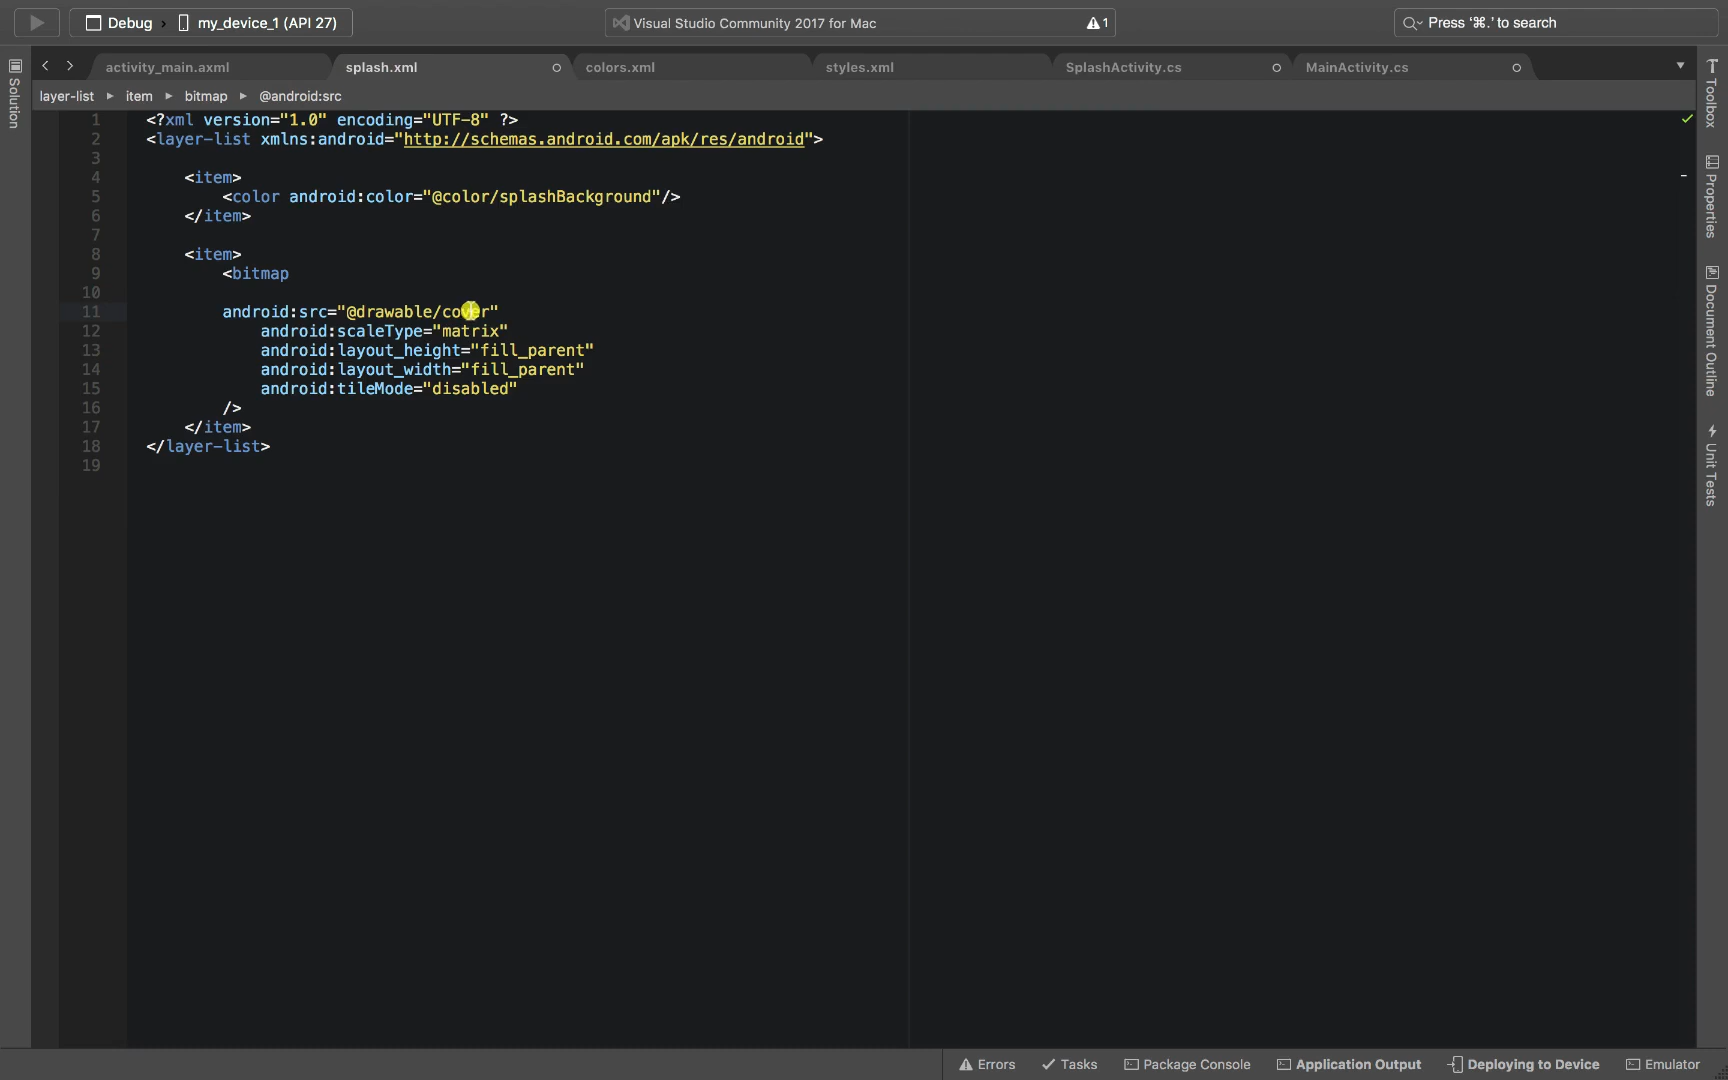 Debug my_device_1 (API 27)
Visual Studio Community 2017 for Mac
1
Press '⌘.' to search
Solution
activity_main.axml
splash.xml
colors.xml
styles.xml
SplashActivity.cs
MainActivity.cs
layer-list item bitmap @android:src
1 <?xml version="1.0" encoding="UTF-8" ?>
2 <layer-list xmlns:android="http://schemas.android.com/apk/res/android">
3
4 <item>
5 <color android:color="@color/splashBackground"/>
6 </item>
7
8 <item>
9 <bitmap
10
11 android:src="@drawable/cover"
12 android:scaleType="matrix"
13 android:layout_height="fill_parent"
14 android:layout_width="fill_parent"
15 android:tileMode="disabled"
16 />
17 </item>
18 </layer-list>
19
Toolbox
Properties
Document Outline
Unit Tests
Errors Tasks Package Console Application Output Deploying to Device Emulator